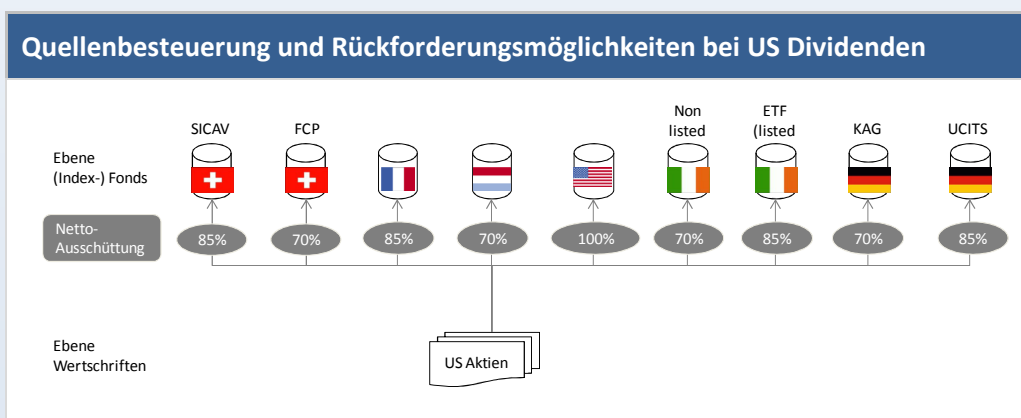 Quellenbesteuerung und Rückforderungsmöglichkeiten bei US Dividenden
SICAV
FCP
Non
listed
ETF
(listed
KAG
UCITS
Ebene
(Index-) Fonds
Netto-
Ausschüttung
85%
70%
85%
70%
100%
70%
85%
70%
85%
Ebene
Wertschriften
US Aktien